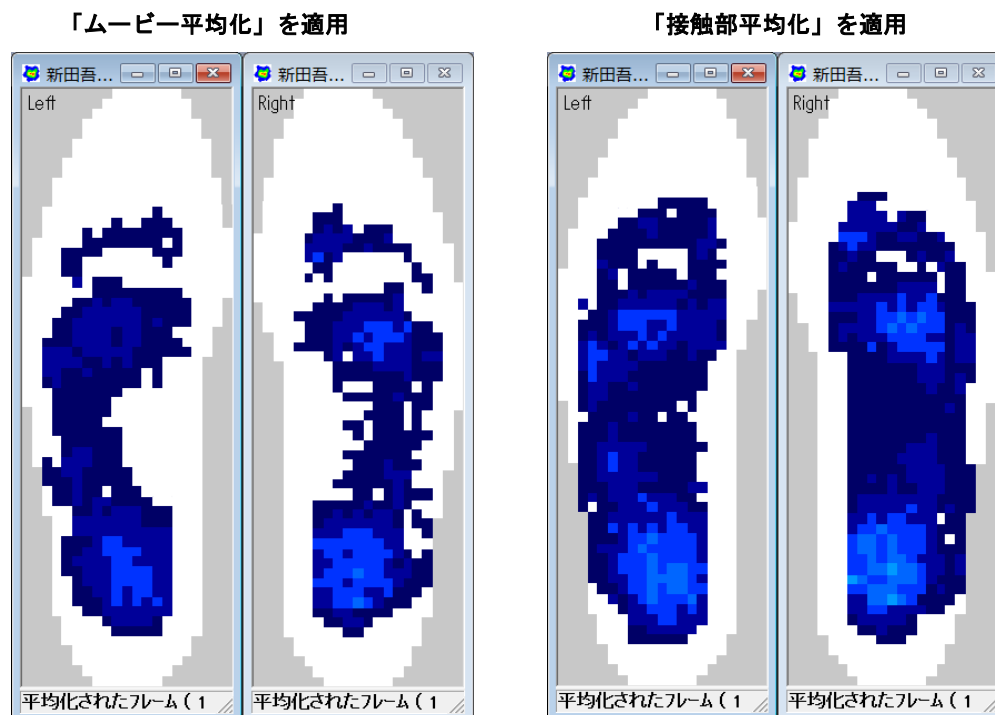 「ムービー平均化」を適用
「接触部平均化」を適用
新田吾...
新田吾...
新田吾...
新田吾...
Left
Right
Left
Right
平均化されたフレーム ( 1
平均化されたフレーム ( 1
平均化されたフレーム ( 1
平均化されたフレーム ( 1